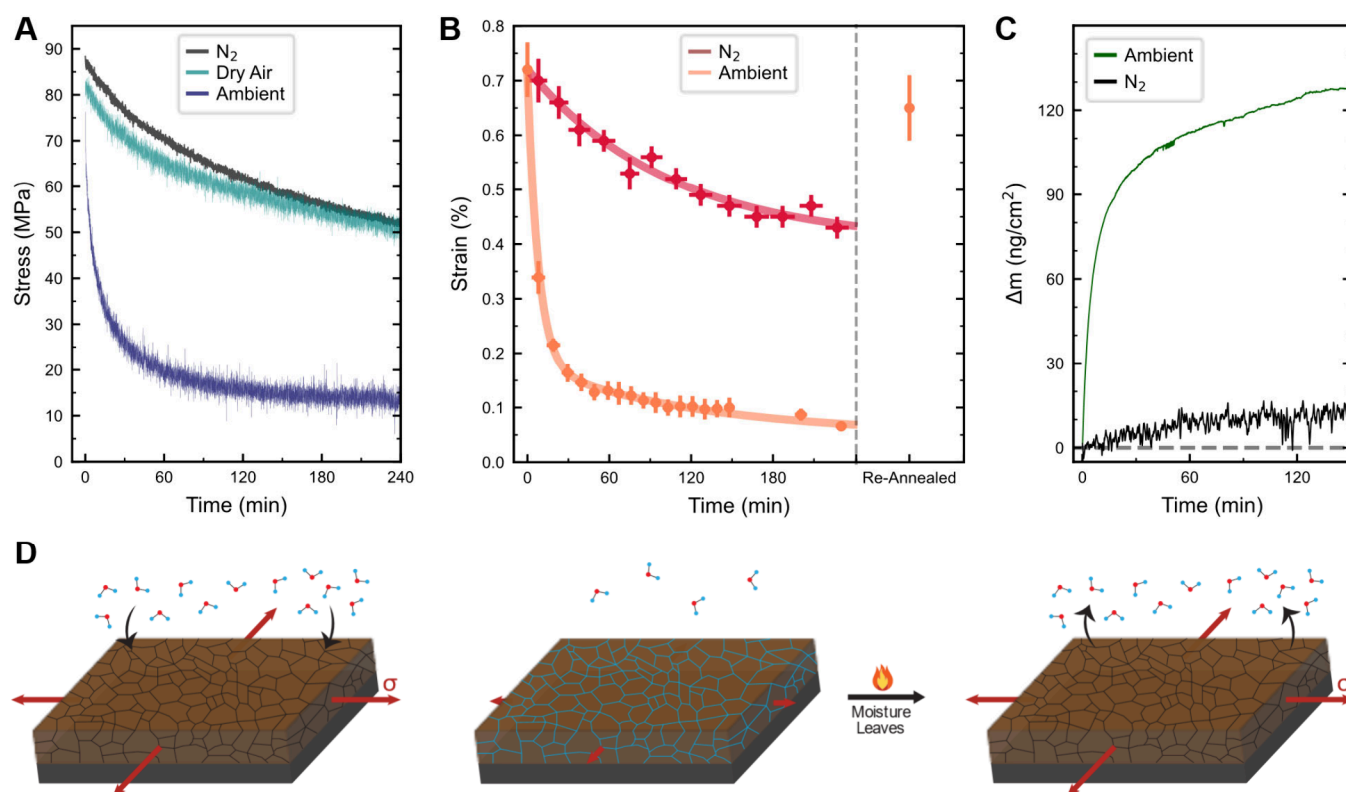 A
N₂
Dry Air
Ambient
90
80
70
60
50
40
30
20
10
0
Stress (MPa)
0
60
120
180
240
Time (min)
B
N₂
Ambient
0.8
0.7
0.6
0.5
0.4
0.3
0.2
0.1
0.0
Strain (%)
0
60
120
180
Re-Annealed
Time (min)
C
Ambient
N₂
120
90
60
30
0
Δm (ng/cm²)
0
60
120
Time (min)
D
σ
Moisture
Leaves
σ